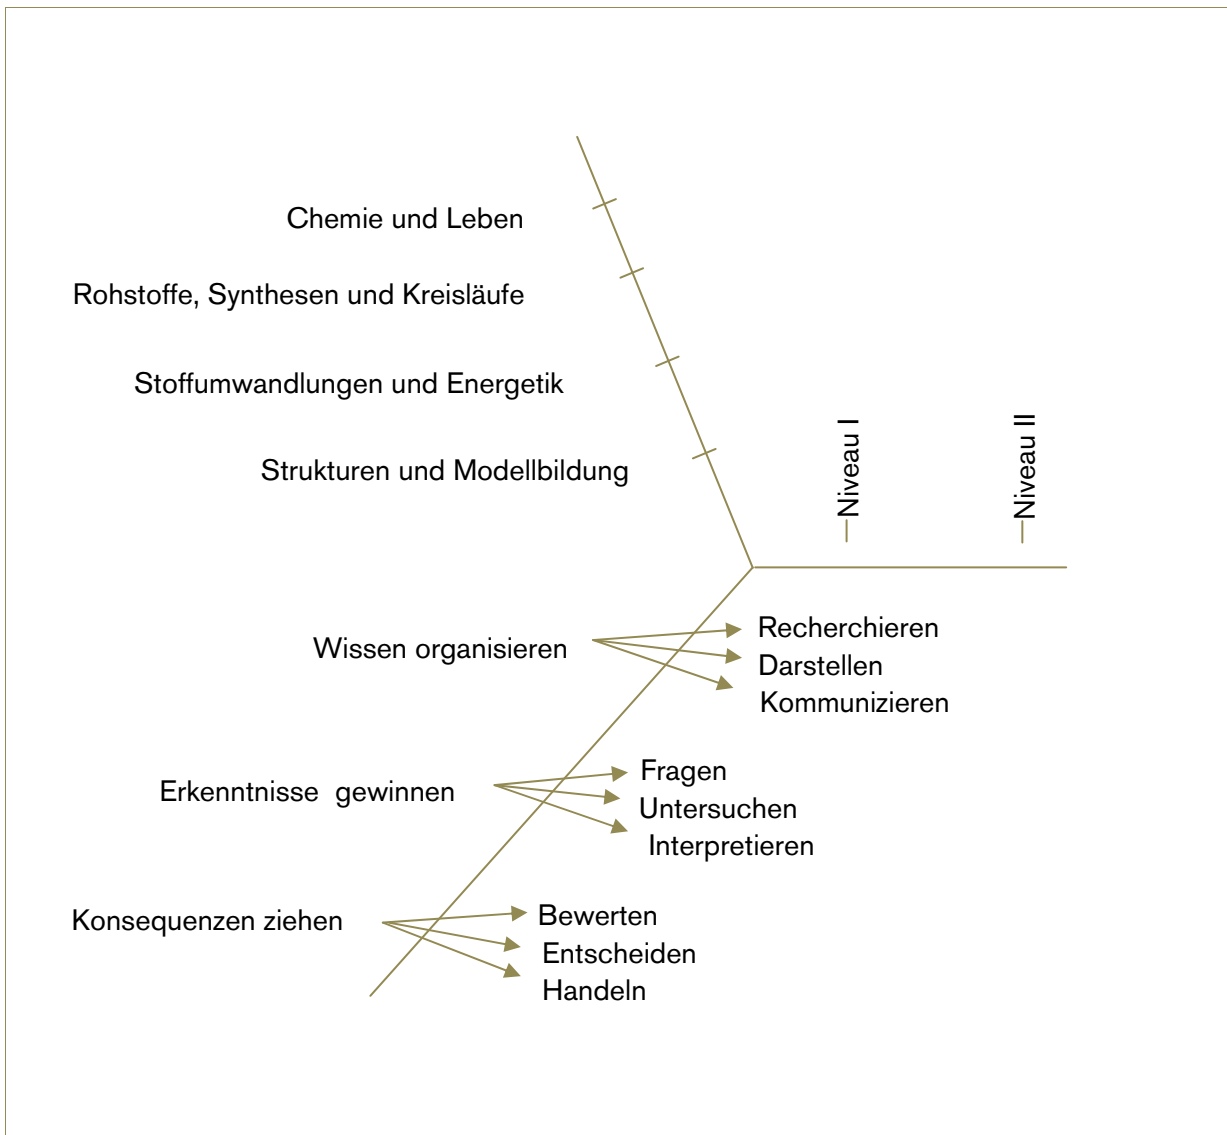 Chemie und Leben
Rohstoffe, Synthesen und Kreisläufe
Stoffumwandlungen und Energetik
Strukturen und Modellbildung
Niveau I
Niveau II
Wissen organisieren
Recherchieren
Darstellen
Kommunizieren
Erkenntnisse gewinnen
Fragen
Untersuchen
Interpretieren
Konsequenzen ziehen
Bewerten
Entscheiden
Handeln